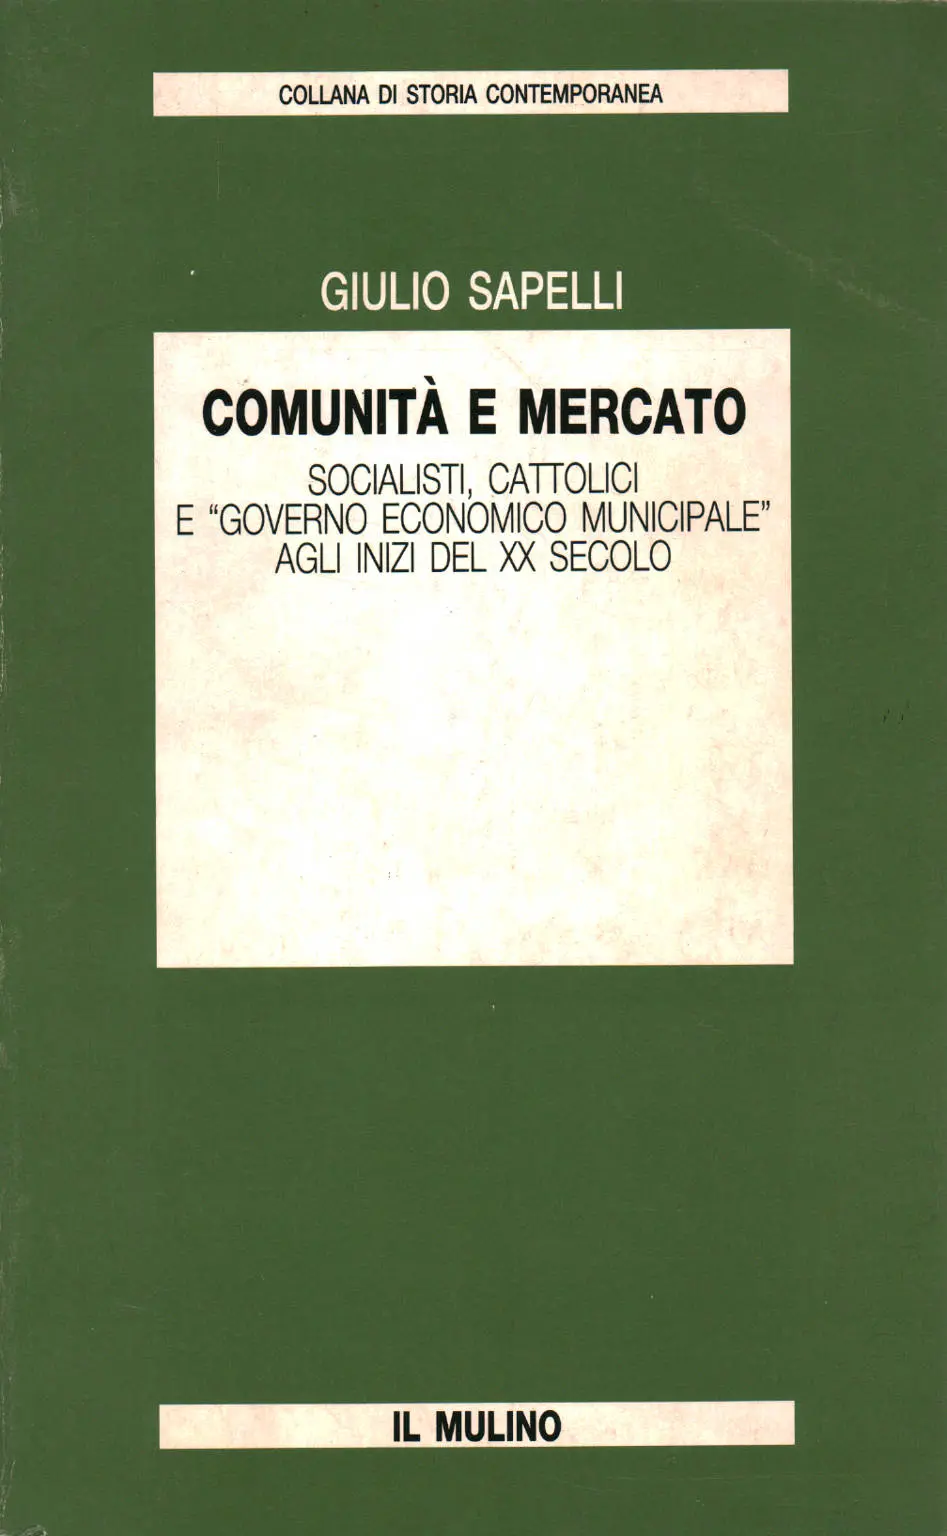 COLLANA DI STORIA CONTEMPORANEA
GIULIO SAPELLI
COMUNITÀ E MERCATO
SOCIALISTI, CATTOLICI
E “GOVERNO ECONOMICO MUNICIPALE”
AGLI INIZI DEL XX SECOLO
IL MULINO